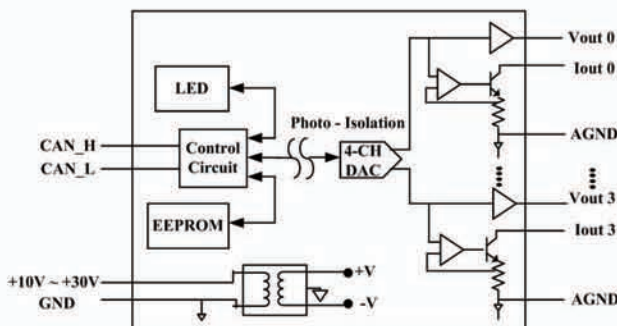 Vout 0
Iout 0
LED
Photo - Isolation
CAN_H
Control
Circuit
4-CH
DAC
AGND
CAN_L
Vout 3
EEPROM
Iout 3
+V
+10V ~ +30V
GND
-V
AGND